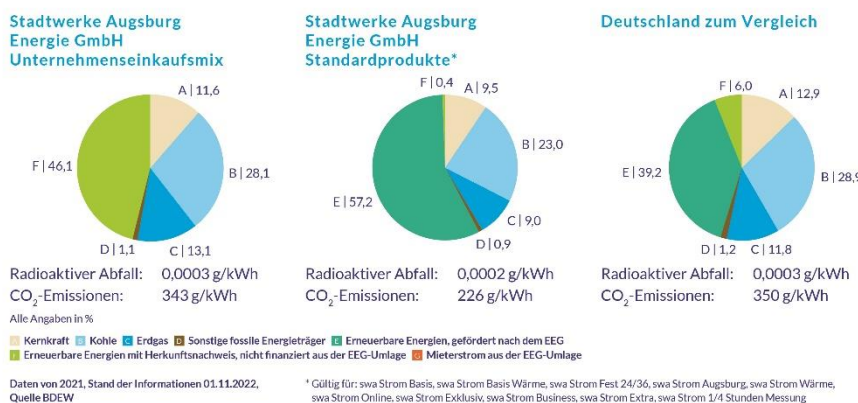 Stadtwerke Augsburg
Energie GmbH
Unternehmenseinkaufsmix
A | 11,6
B | 28,1
C | 13,1
D | 1,1
F | 46,1
Radioaktiver Abfall: 0,0003 g/kWh
CO2-Emissionen: 343 g/kWh
Stadtwerke Augsburg
Energie GmbH
Standardprodukte*
F | 0,4
A | 9,5
B | 23,0
C | 9,0
D | 0,9
E | 57,2
Radioaktiver Abfall: 0,0002 g/kWh
CO2-Emissionen: 226 g/kWh
Deutschland zum Vergleich
F | 6,0
A | 12,9
B | 28,9
C | 11,8
D | 1,2
E | 39,2
Radioaktiver Abfall: 0,0003 g/kWh
CO2-Emissionen: 350 g/kWh
Alle Angaben in %
A Kernkraft B Kohle C Erdgas D Sonstige fossile Energieträger E Erneuerbare Energien, gefördert nach dem EEG
F Erneuerbare Energien mit Herkunftsnachweis, nicht finanziert aus der EEG-Umlage G Mieterstrom aus der EEG-Umlage
Daten von 2021, Stand der Informationen 01.11.2022,
Quelle BDEW
* Gültig für: swa Strom Basis, swa Strom Basis Wärme, swa Strom Fest 24/36, swa Strom Augsburg, swa Strom Wärme,
swa Strom Online, swa Strom Exklusiv, swa Strom Business, swa Strom Extra, swa Strom 1/4 Stunden Messung